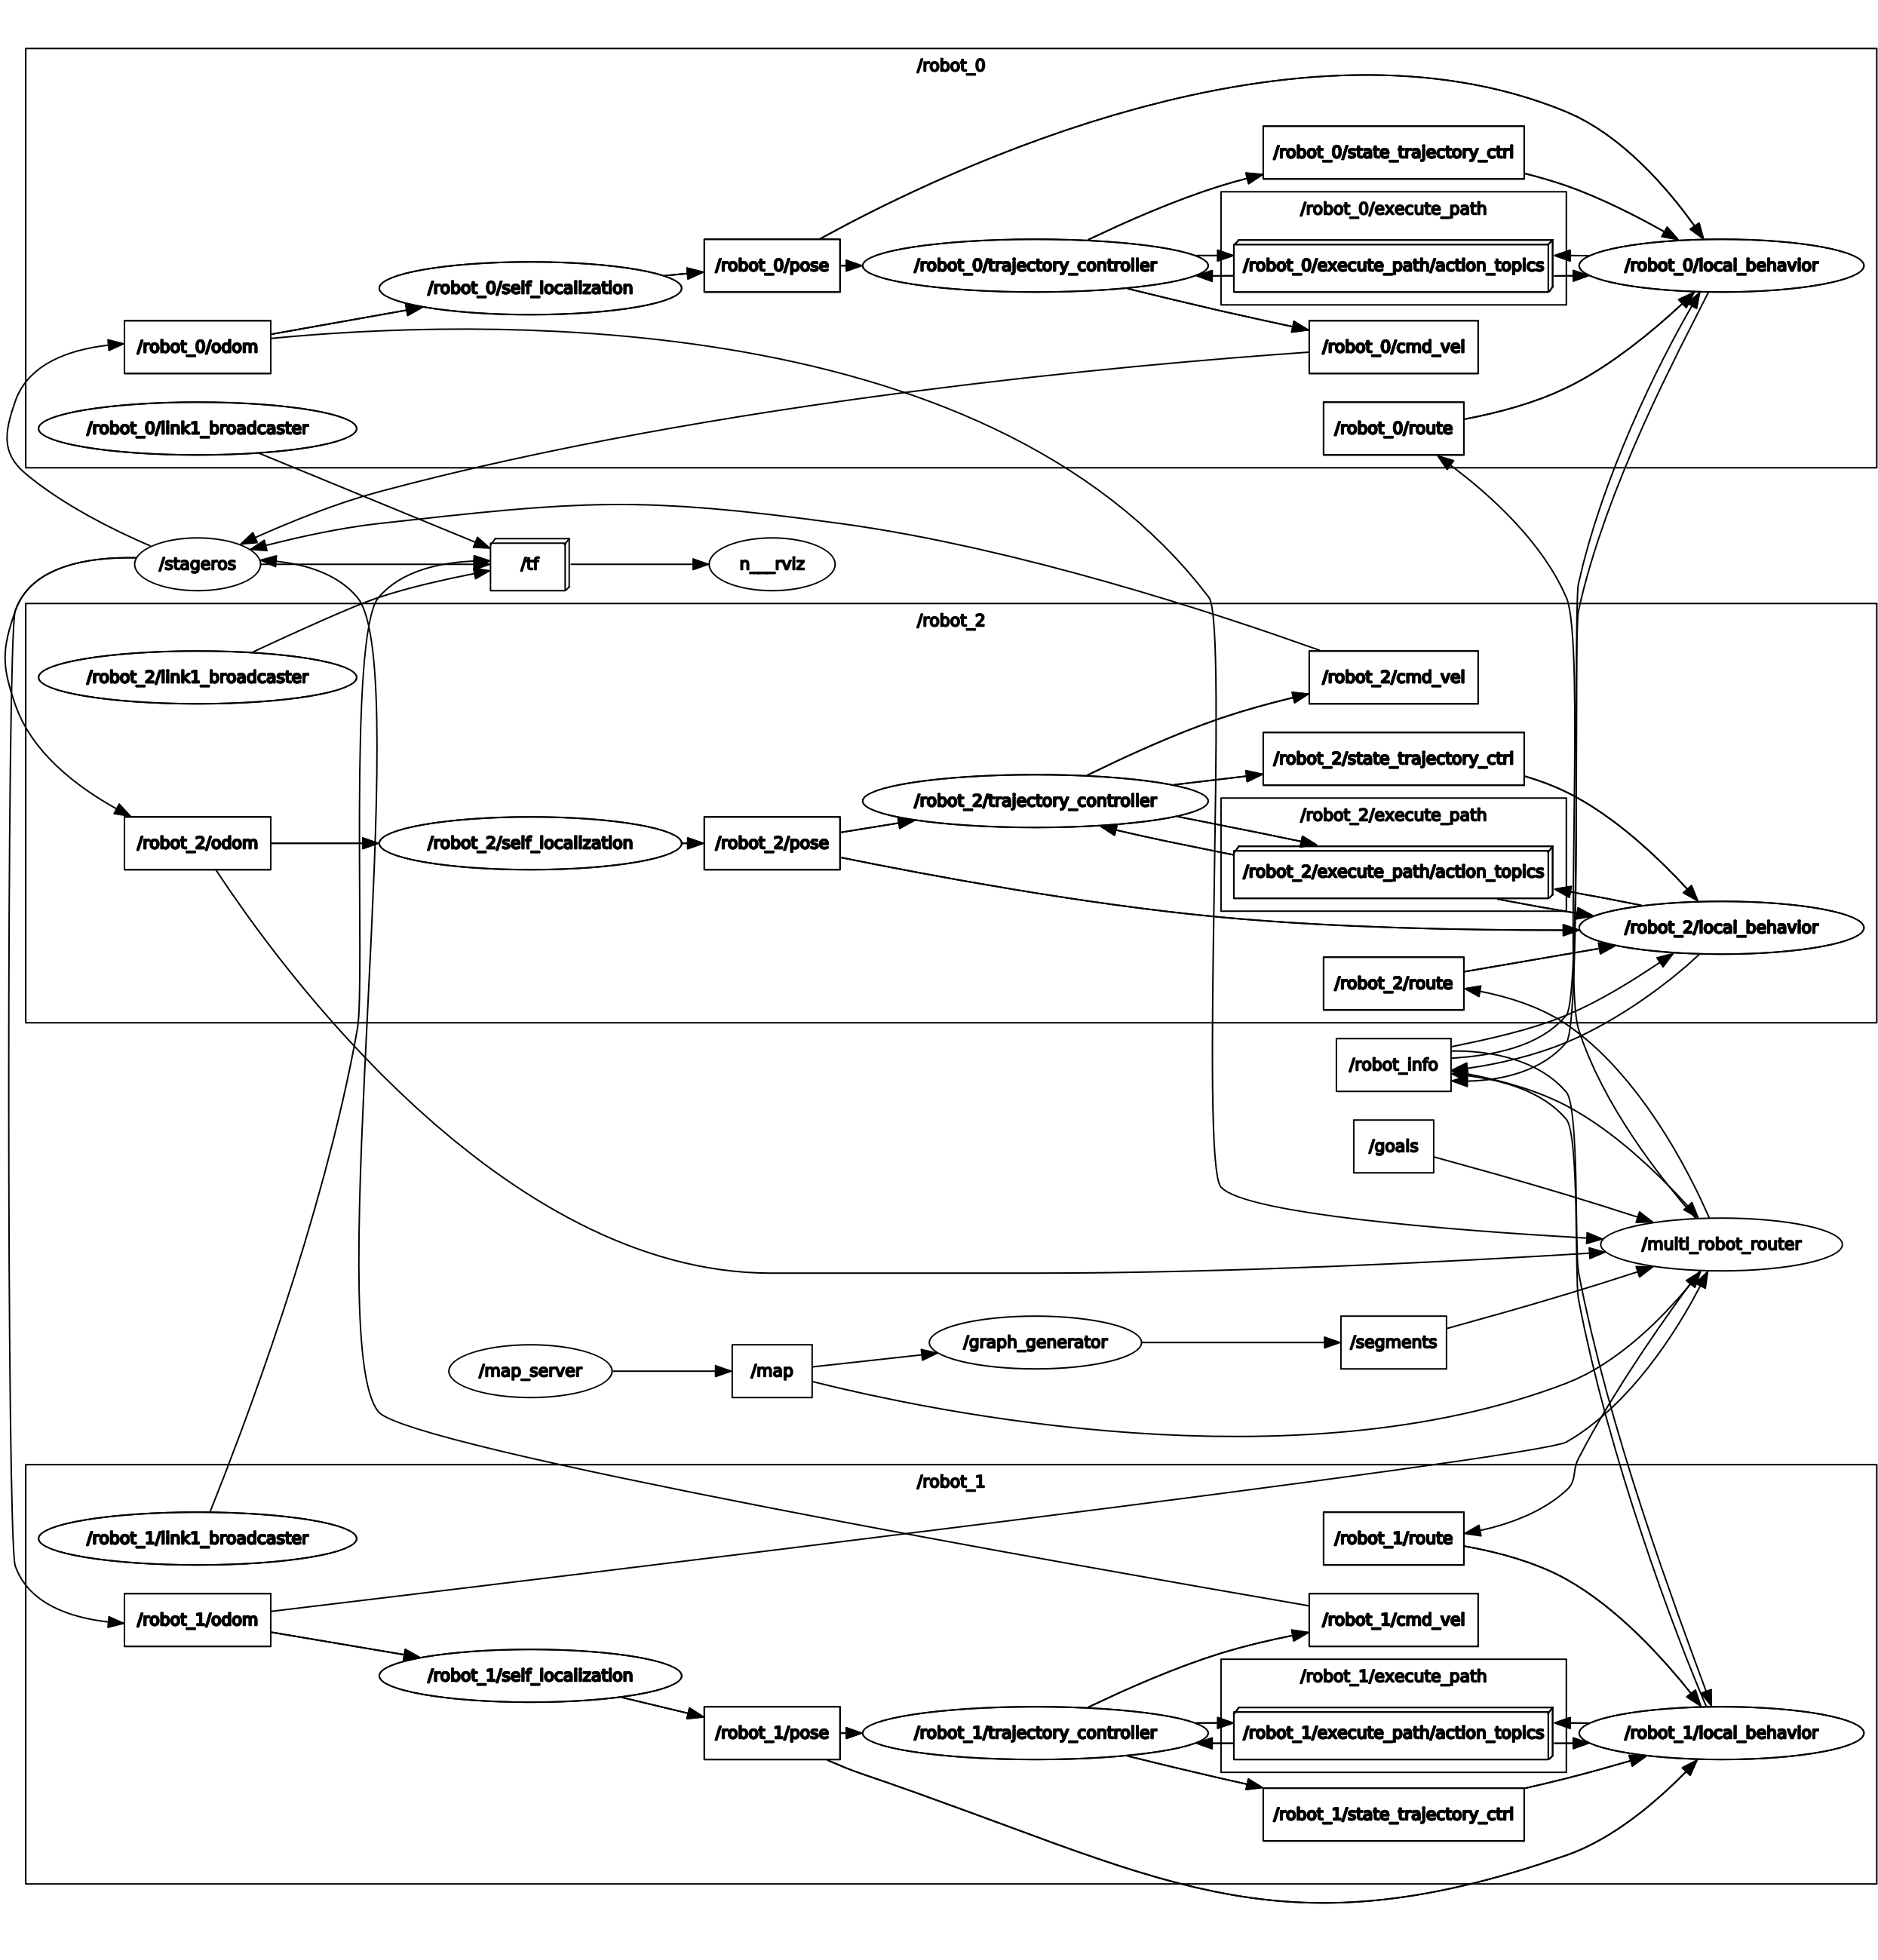 /robot_0
/robot_0/state_trajectory_ctrl
/robot_0/execute_path
/robot_0/pose
/robot_0/trajectory_controller
/robot_0/execute_path/action_topics
/robot_0/local_behavior
/robot_0/self_localization
/robot_0/odom
/robot_0/cmd_vel
/robot_0/link1_broadcaster
/robot_0/route
/stageros
/tf
n___rviz
/robot_2
/robot_2/link1_broadcaster
/robot_2/cmd_vel
/robot_2/state_trajectory_ctrl
/robot_2/trajectory_controller
/robot_2/execute_path
/robot_2/odom
/robot_2/self_localization
/robot_2/pose
/robot_2/execute_path/action_topics
/robot_2/local_behavior
/robot_2/route
/robot_info
/goals
/multi_robot_router
/graph_generator
/segments
/map_server
/map
/robot_1
/robot_1/link1_broadcaster
/robot_1/route
/robot_1/odom
/robot_1/cmd_vel
/robot_1/self_localization
/robot_1/execute_path
/robot_1/pose
/robot_1/trajectory_controller
/robot_1/execute_path/action_topics
/robot_1/local_behavior
/robot_1/state_trajectory_ctrl